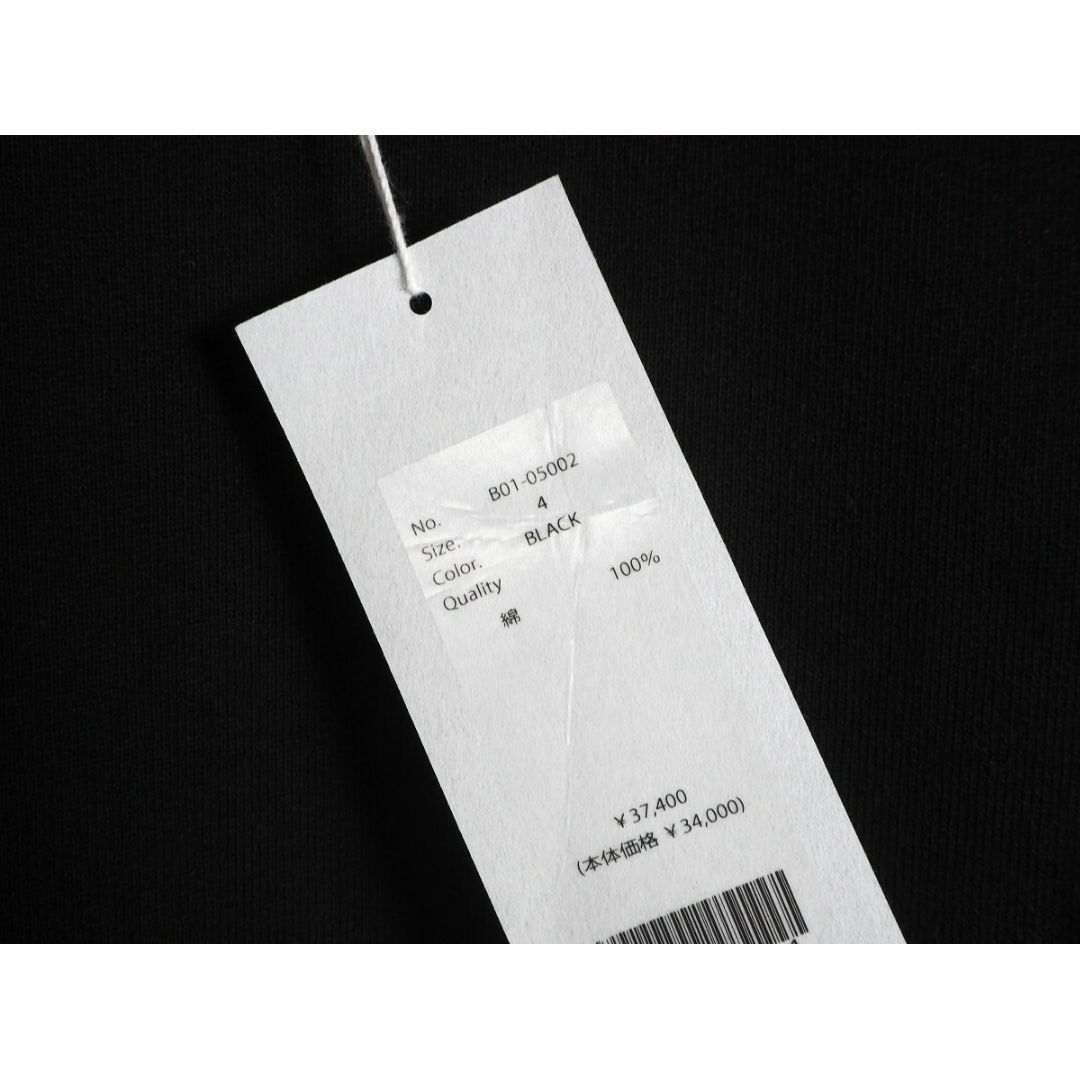 No. B01-05002
Size. 4
Color. BLACK
Quality
綿 100%
￥37,400
(本体価格 ￥34,000)